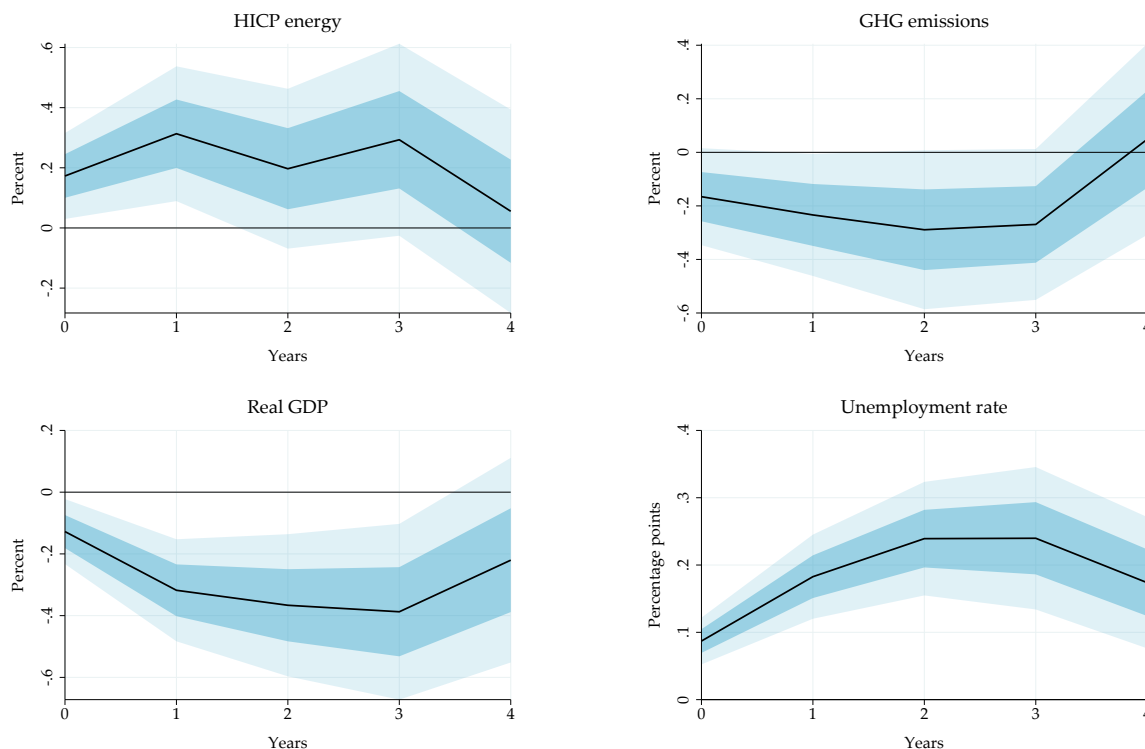 HICP energy
Percent
.6
.4
.2
0
-.2
0 1 2 3 4
Years
GHG emissions
Percent
.4
.2
0
-.2
-.4
-.6
0 1 2 3 4
Years
Real GDP
Percent
.2
0
-.2
-.4
-.6
0 1 2 3 4
Years
Unemployment rate
Percentage points
.4
.3
.2
.1
0
0 1 2 3 4
Years